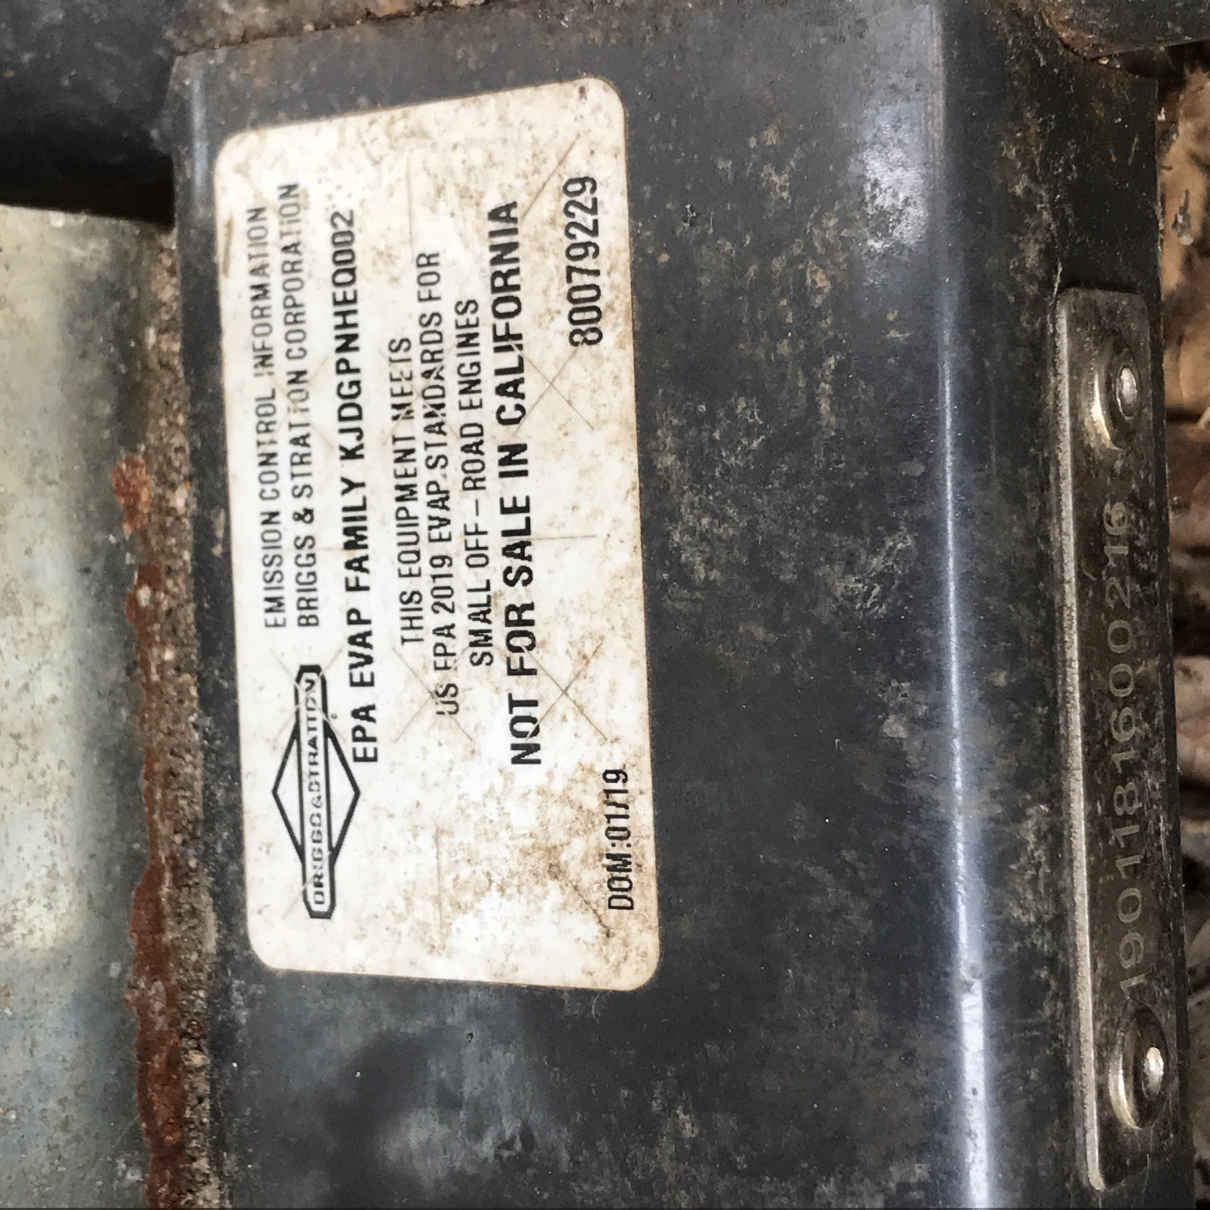 BRIGGS & STRATTON
EMISSION CONTROL INFORMATION
BRIGGS & STRATTON CORPORATION
EPA EVAP FAMILY KJDGPNHEQ002
THIS EQUIPMENT MEETS
US EPA 2019 EVAP STANDARDS FOR
SMALL OFF-ROAD ENGINES
NOT FOR SALE IN CALIFORNIA
DOM:01/19 80079229
1901181600216